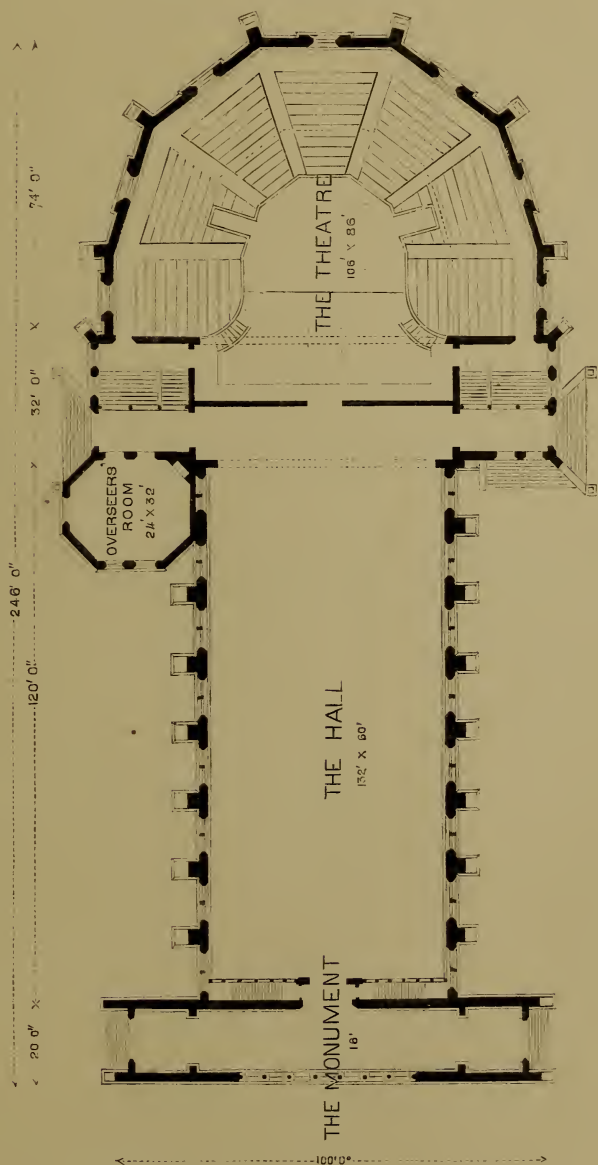 246' 0"
20' 0"
120' 0"
32' 0"
74' 0"
100' 0"
OVERSEERS
ROOM
24' X 32'
THE THEATRE
106' X 86'
THE HALL
132' X 60'
THE MONUMENT
18'